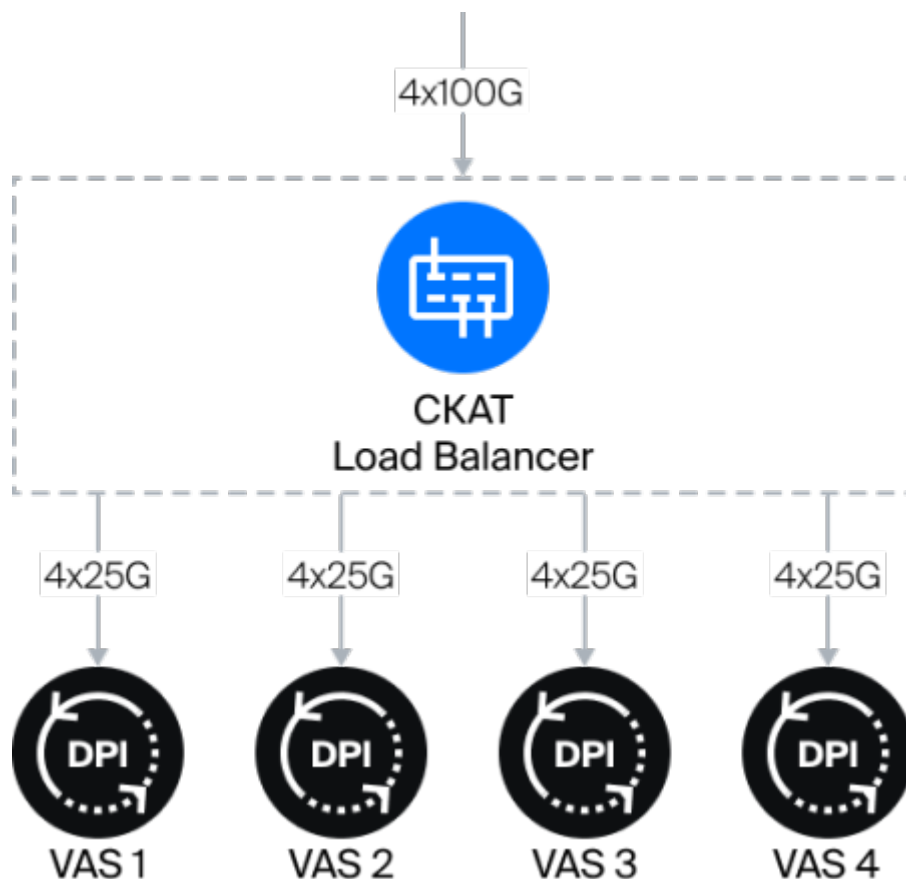 4x100G
СКАТ
Load Balancer
4x25G 4x25G 4x25G 4x25G
DPI DPI DPI DPI
VAS 1 VAS 2 VAS 3 VAS 4